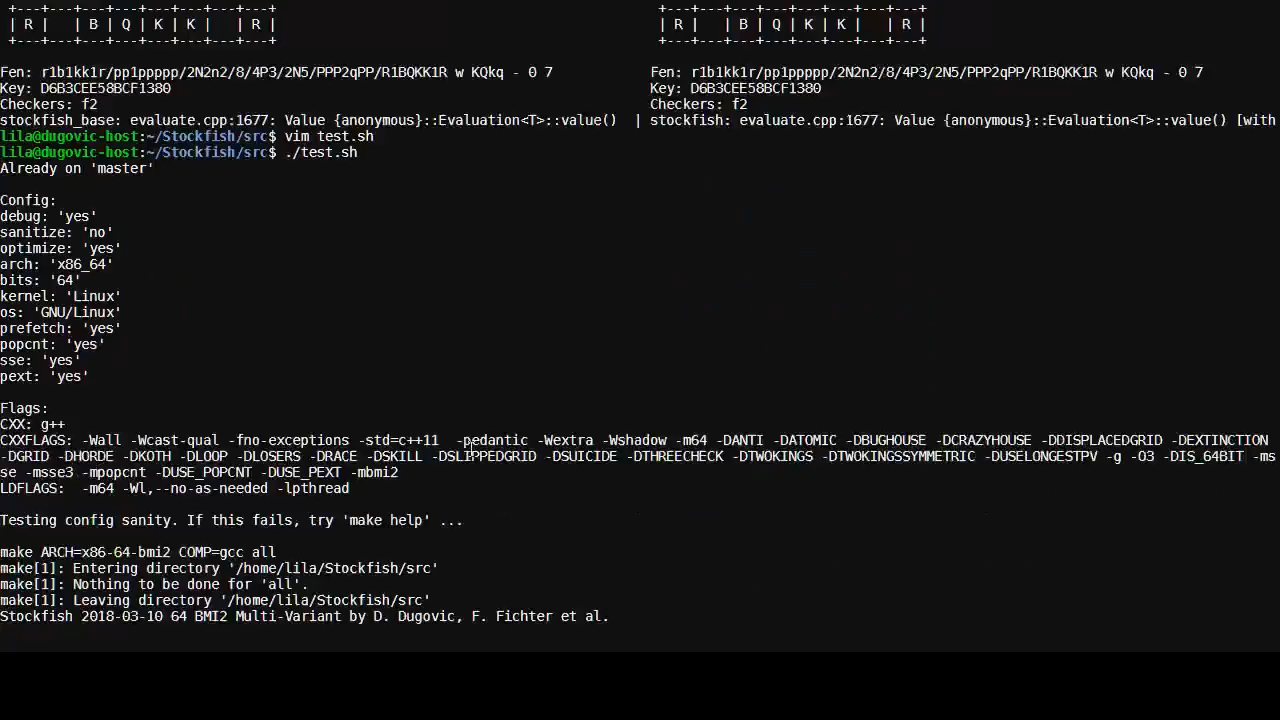 +---+---+---+---+---+---+---+---+ +---+---+---+---+---+---+---+---+
| R |   | B | Q | K | K |   | R | | R |   | B | Q | K | K |   | R |
+---+---+---+---+---+---+---+---+ +---+---+---+---+---+---+---+---+
Fen: r1b1kk1r/pp1ppppp/2N2n2/8/4P3/2N5/PPP2qPP/R1BQKK1R w KQkq - 0 7 Fen: r1b1kk1r/pp1ppppp/2N2n2/8/4P3/2N5/PPP2qPP/R1BQKK1R w KQkq - 0 7
Key: D6B3CEE58BCF1380 Key: D6B3CEE58BCF1380
Checkers: f2 Checkers: f2
stockfish_base: evaluate.cpp:1677: Value {anonymous}::Evaluation<T>::value()  | stockfish: evaluate.cpp:1677: Value {anonymous}::Evaluation<T>::value() [with
lila@dugovic-host:~/Stockfish/src$ vim test.sh
lila@dugovic-host:~/Stockfish/src$ ./test.sh
Already on 'master'
Config:
debug: 'yes'
sanitize: 'no'
optimize: 'yes'
arch: 'x86_64'
bits: '64'
kernel: 'Linux'
os: 'GNU/Linux'
prefetch: 'yes'
popcnt: 'yes'
sse: 'yes'
pext: 'yes'
Flags:
CXX: g++
CXXFLAGS: -Wall -Wcast-qual -fno-exceptions -std=c++11  -pedantic -Wextra -Wshadow -m64 -DANTI -DATOMIC -DBUGHOUSE -DCRAZYHOUSE -DDISPLACEDGRID -DEXTINCTION
-DGRID -DHORDE -DKOTH -DLOOP -DLOSERS -DRACE -DSKILL -DSLIPPEDGRID -DSUICIDE -DTHREECHECK -DTWOKINGS -DTWOKINGSSYMMETRIC -DUSELONGESTPV -g -O3 -DIS_64BIT -ms
se -msse3 -mpopcnt -DUSE_POPCNT -DUSE_PEXT -mbmi2
LDFLAGS:  -m64 -Wl,--no-as-needed -lpthread
Testing config sanity. If this fails, try 'make help' ...
make ARCH=x86-64-bmi2 COMP=gcc all
make[1]: Entering directory '/home/lila/Stockfish/src'
make[1]: Nothing to be done for 'all'.
make[1]: Leaving directory '/home/lila/Stockfish/src'
Stockfish 2018-03-10 64 BMI2 Multi-Variant by D. Dugovic, F. Fichter et al.